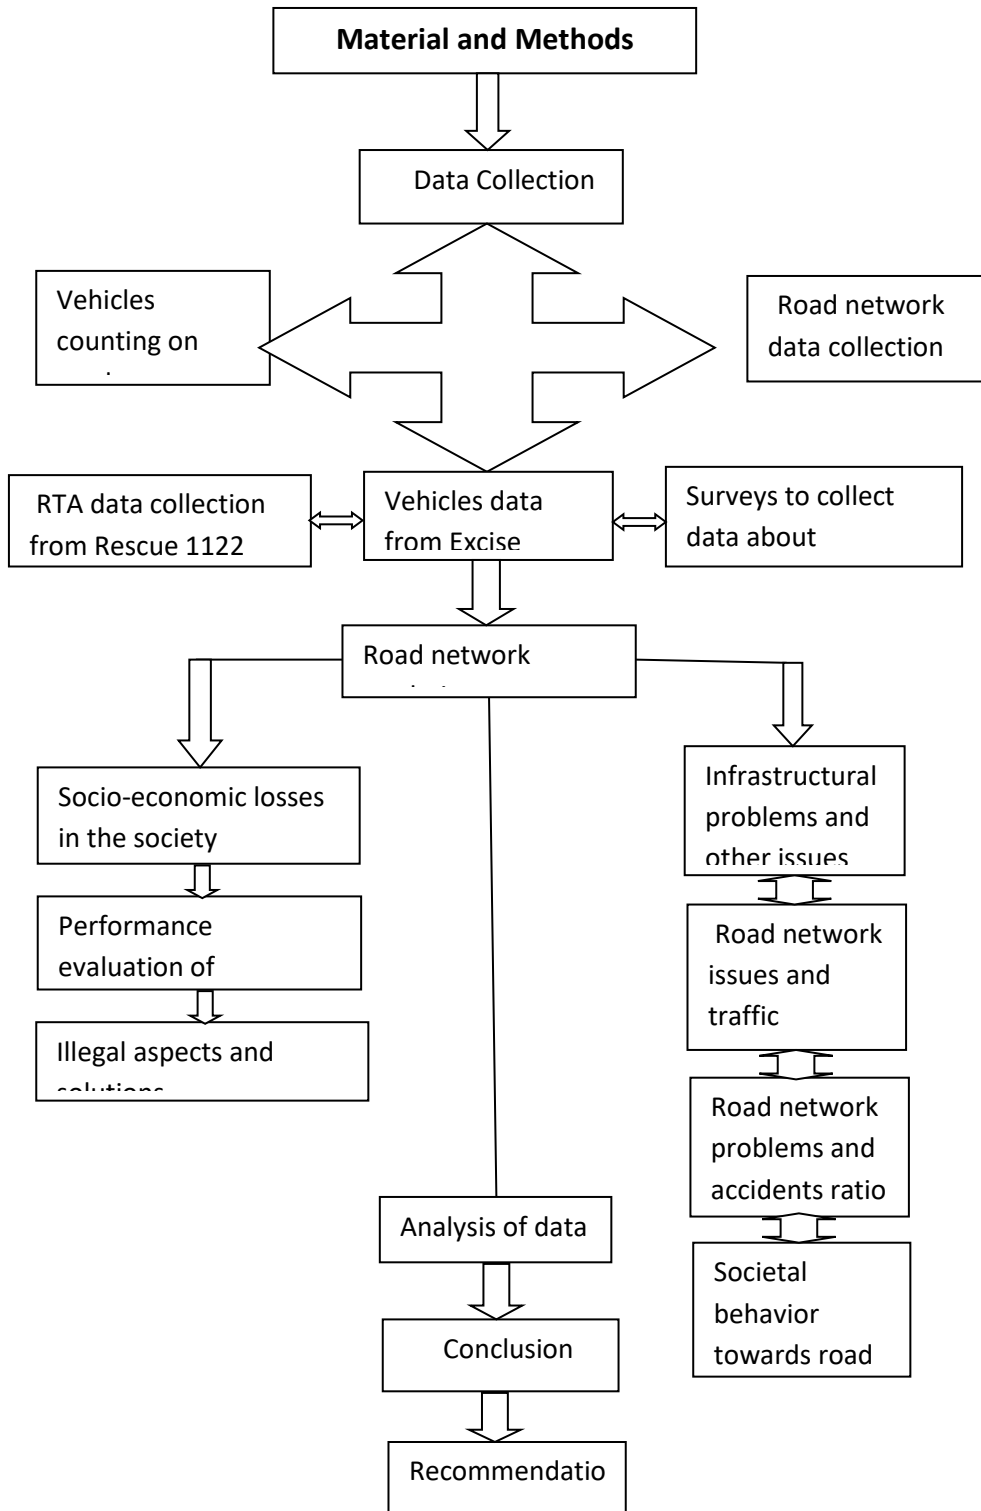 Material and Methods
Data Collection
Vehicles
counting on
Road network
data collection
RTA data collection
from Rescue 1122
Vehicles data
from Excise
Surveys to collect
data about
Road network
Socio-economic losses
in the society
Infrastructural
problems and
other issues
Performance
evaluation of
Road network
issues and
traffic
Illegal aspects and
solutions
Road network
problems and
accidents ratio
Analysis of data
Societal
behavior
towards road
Conclusion
Recommendatio